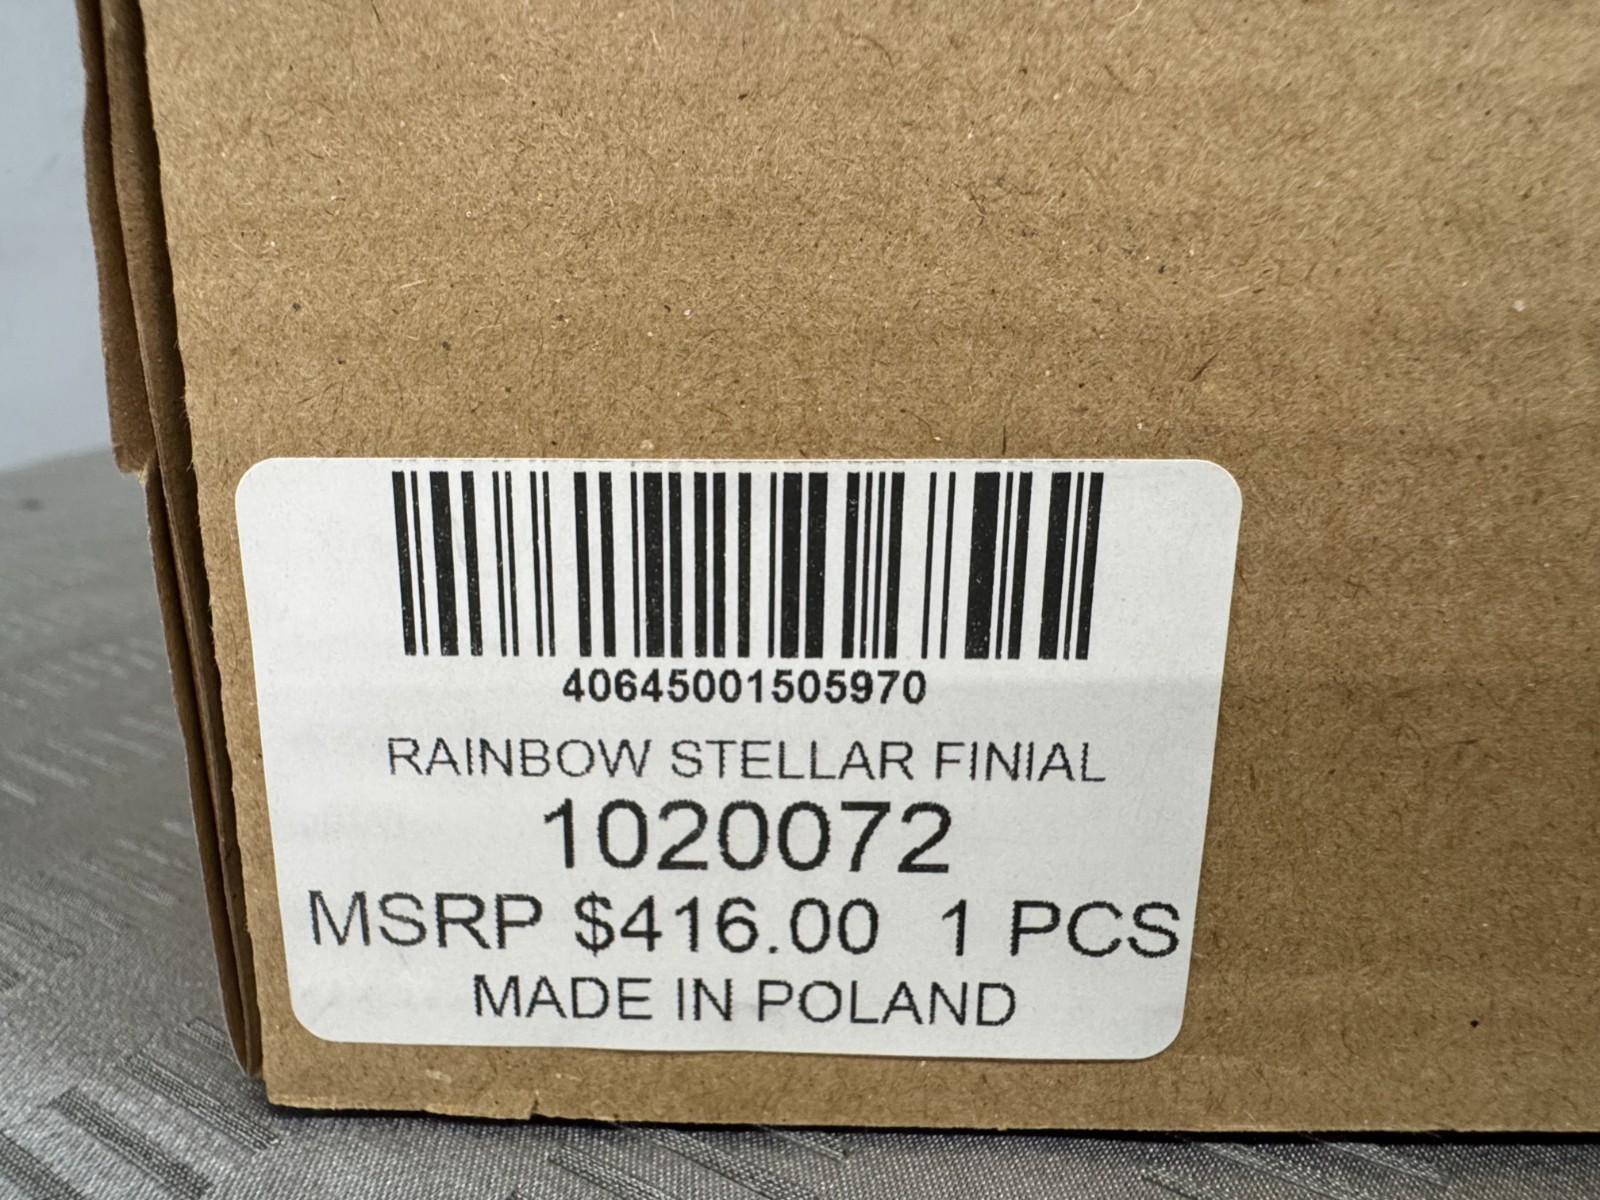 40645001505970
RAINBOW STELLAR FINIAL
1020072
MSRP $416.00 1 PCS
MADE IN POLAND